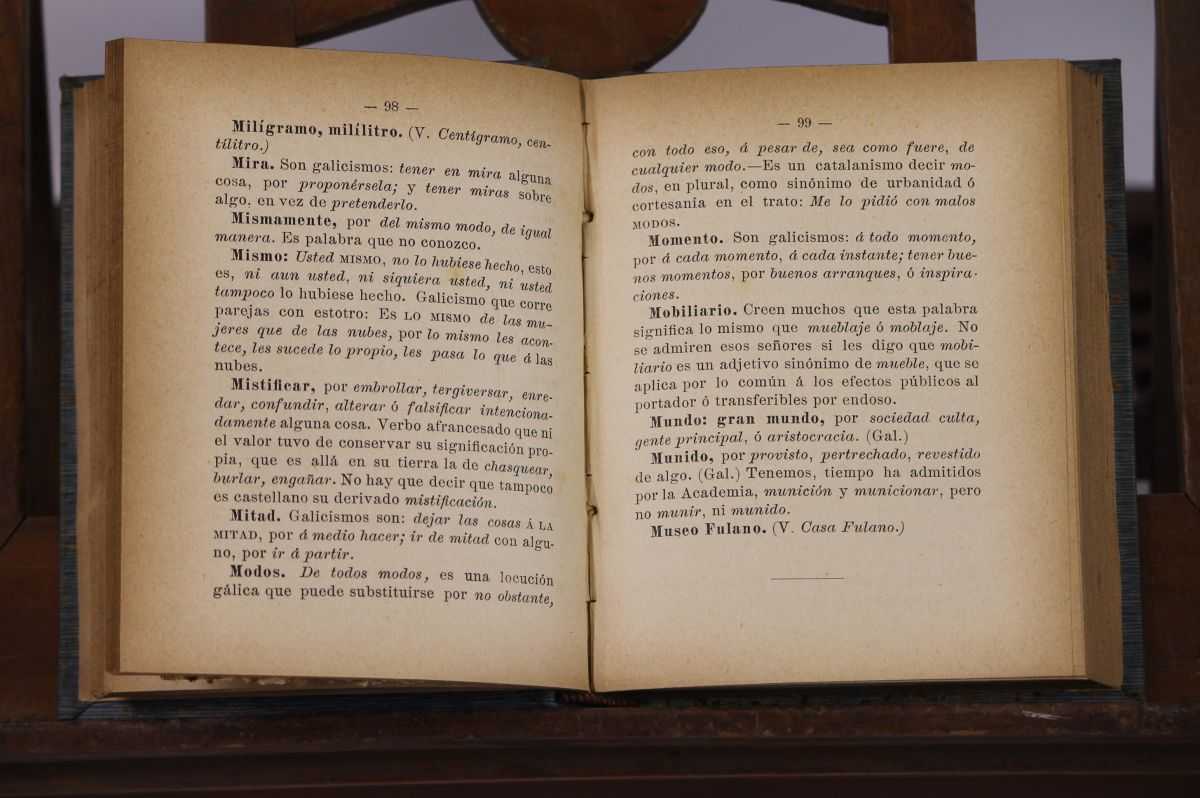 — 98 —
Milígramo, milílitro. (V. Centígramo, cen-
tílitro.)
Mira. Son galicismos: tener en mira alguna
cosa, por proponérsela; y tener miras sobre
algo, en vez de pretenderlo.
Mismamente, por del mismo modo, de igual
manera. Es palabra que no conozco.
Mismo: Usted MISMO, no lo hubiese hecho, esto
es, ni aun usted, ni siquiera usted, ni usted
tampoco lo hubiese hecho. Galicismo que corre
parejas con estotro: Es LO MISMO de las mu-
jeres que de las nubes, por lo mismo les acon-
tece, les sucede lo propio, les pasa lo que á las
nubes.
Mistificar, por embrollar, tergiversar, enre-
dar, confundir, alterar ó falsificar intenciona-
damente alguna cosa. Verbo afrancesado que ni
el valor tuvo de conservar su significación pro-
pia, que es allá en su tierra la de chasquear,
burlar, engañar. No hay que decir que tampoco
es castellano su derivado mistificación.
Mitad. Galicismos son: dejar las cosas Á LA
MITAD, por á medio hacer; ir de mitad con algu-
no, por ir á partir.
Modos. De todos modos, es una locución
gálica que puede substituirse por no obstante,
— 99 —
con todo eso, á pesar de, sea como fuere, de
cualquier modo.—Es un catalanismo decir mo-
dos, en plural, como sinónimo de urbanidad ó
cortesanía en el trato: Me lo pidió con malos
MODOS.
Momento. Son galicismos: á todo momento,
por á cada momento, á cada instante; tener bue-
nos momentos, por buenos arranques, ó inspira-
ciones.
Mobiliario. Creen muchos que esta palabra
significa lo mismo que mueblaje ó moblaje. No
se admiren esos señores si les digo que mobi-
liario es un adjetivo sinónimo de mueble, que se
aplica por lo común á los efectos públicos al
portador ó transferibles por endoso.
Mundo: gran mundo, por sociedad culta,
gente principal, ó aristocracia. (Gal.)
Munido, por provisto, pertrechado, revestido
de algo. (Gal.) Tenemos, tiempo ha admitidos
por la Academia, munición y municionar, pero
no munir, ni munido.
Museo Fulano. (V. Casa Fulano.)